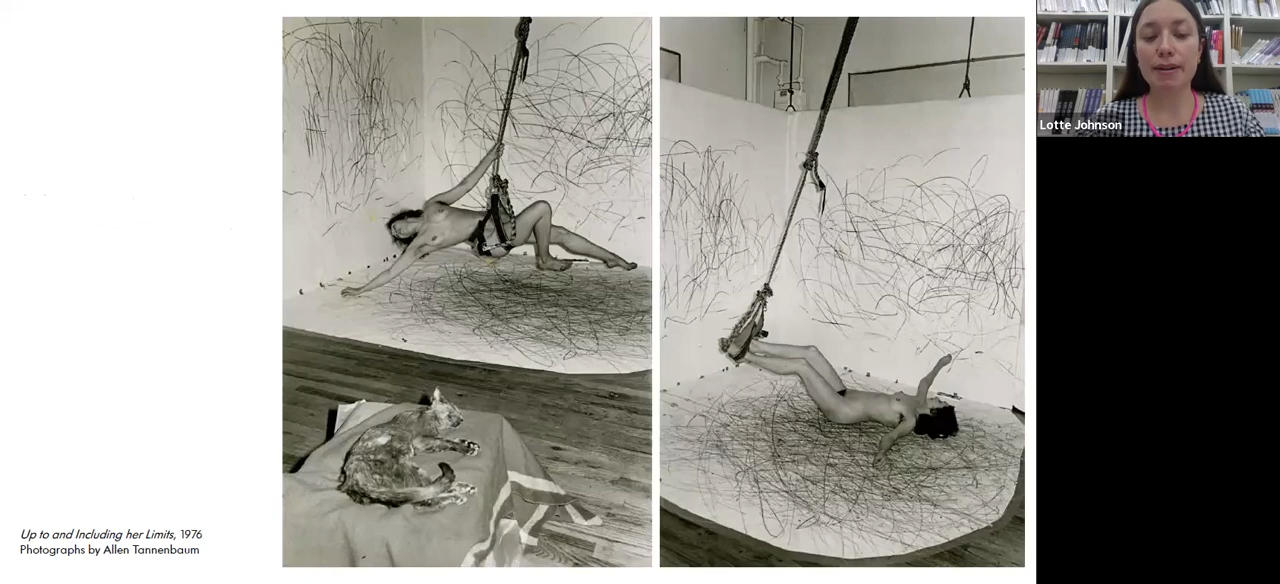 Lotte Johnson
Up to and Including her Limits, 1976
Photographs by Allen Tannenbaum